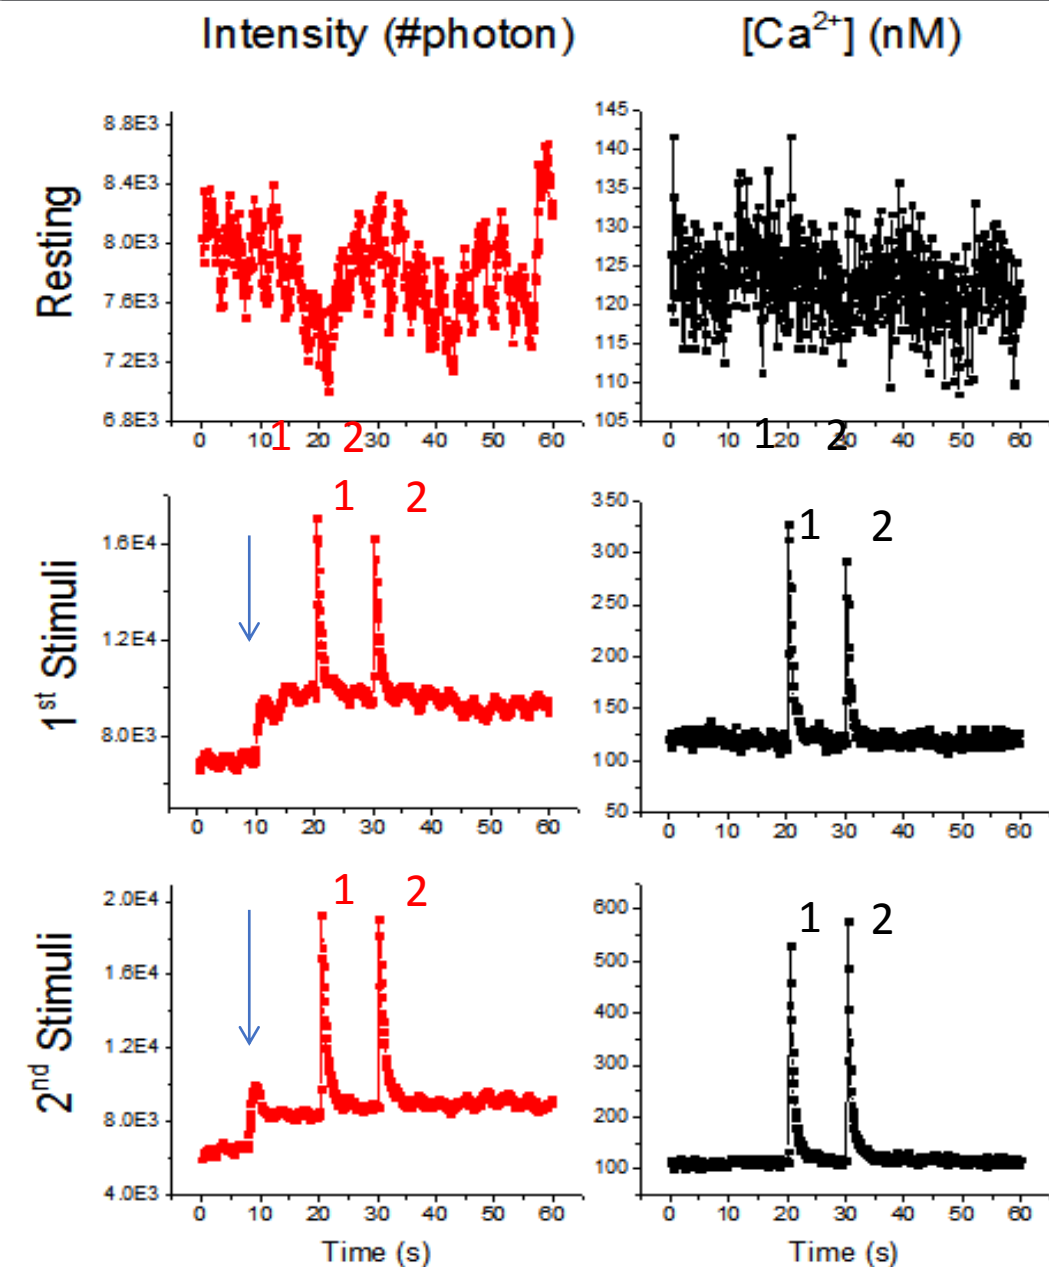 Intensity (#photon)
[Ca²⁺] (nM)
Resting
8.8E3
8.4E3
8.0E3
7.6E3
7.2E3
6.8E3
0 10 20 30 40 50 60
1 2
145
140
135
130
125
120
115
110
105
0 10 20 30 40 50 60
1 2
1st Stimuli
1.6E4
1.2E4
8.0E3
1 2
0 10 20 30 40 50 60
350
300
250
200
150
100
50
1 2
0 10 20 30 40 50 60
2nd Stimuli
2.0E4
1.6E4
1.2E4
8.0E3
4.0E3
1 2
0 10 20 30 40 50 60
Time (s)
600
500
400
300
200
100
1 2
0 10 20 30 40 50 60
Time (s)